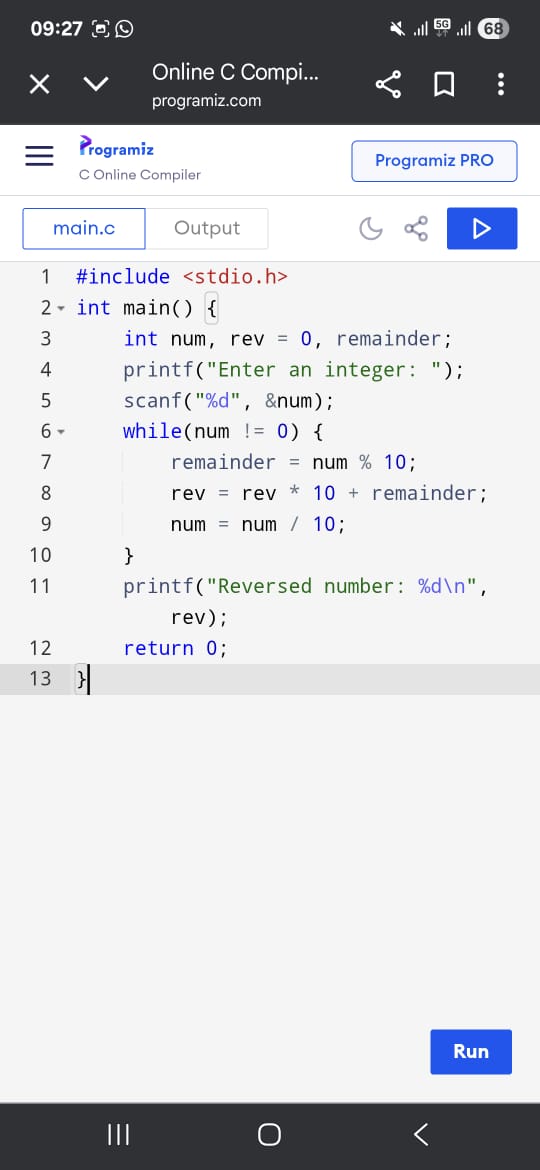 09:27 5G 68
Online C Compi...
programiz.com
Programiz
C Online Compiler
Programiz PRO
main.c Output
1 #include <stdio.h>
2 int main() {
3     int num, rev = 0, remainder;
4     printf("Enter an integer: ");
5     scanf("%d", &num);
6     while(num != 0) {
7         remainder = num % 10;
8         rev = rev * 10 + remainder;
9         num = num / 10;
10     }
11     printf("Reversed number: %d\n",
        rev);
12     return 0;
13 }
Run